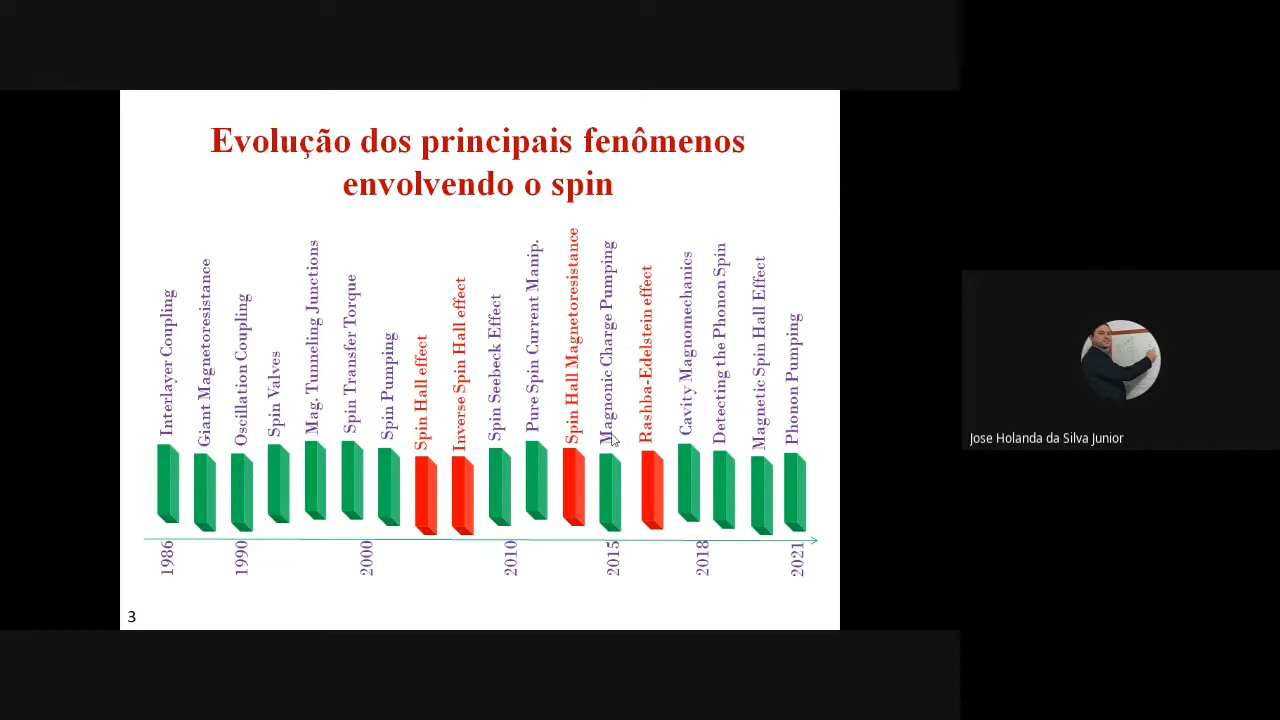 Evolução dos principais fenômenos
envolvendo o spin
Interlayer Coupling
Giant Magnetoresistance
Oscillation Coupling
Spin Valves
Mag. Tunneling Junctions
Spin Transfer Torque
Spin Pumping
Spin Hall effect
Inverse Spin Hall effect
Spin Seebeck Effect
Pure Spin Current Manip.
Spin Hall Magnetoresistance
Magnonic Charge Pumping
Rashba-Edelstein effect
Cavity Magnomechanics
Detecting the Phonon Spin
Magnetic Spin Hall Effect
Phonon Pumping
1986
1990
2000
2010
2015
2018
2021
3
Jose Holanda da Silva Junior